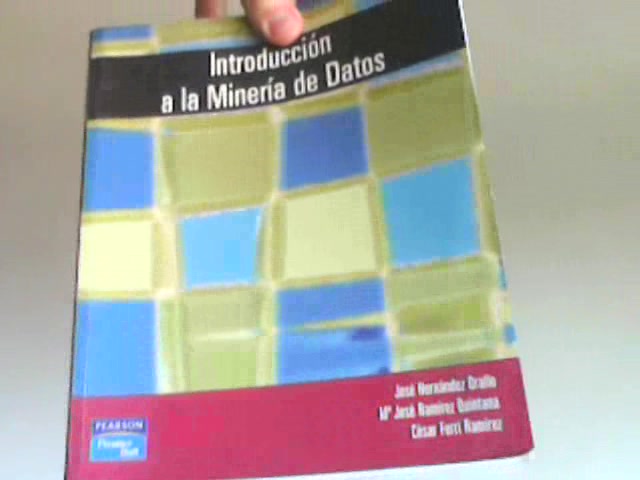 Introducción
a la Minería de Datos
José Hernández Orallo
Mª José Ramírez Quintana
César Ferri Ramírez
PEARSON
Prentice
Hall